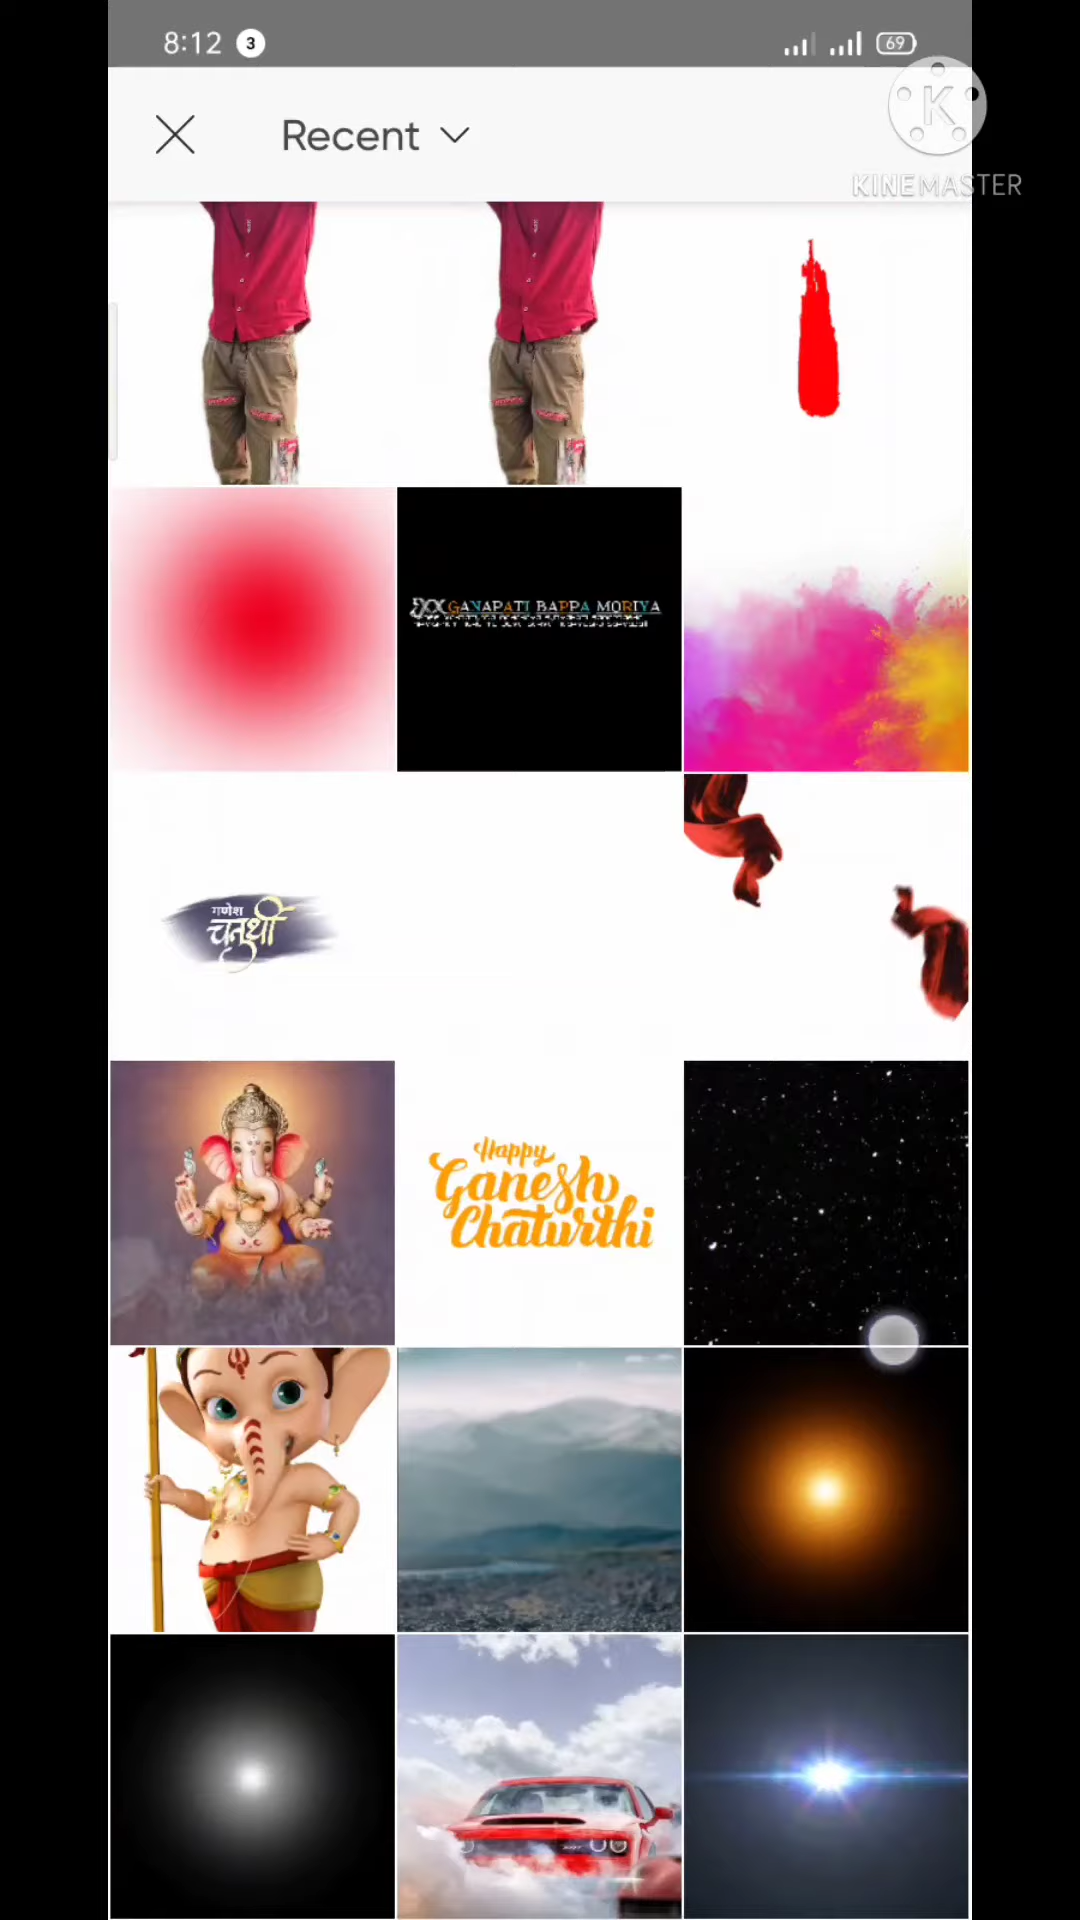 8:12 3
69
K
KINEMASTER
Recent
GANAPATI BAPPA MORIYA
गणेश
चतुर्थी
Happy
Ganesh
Chaturthi